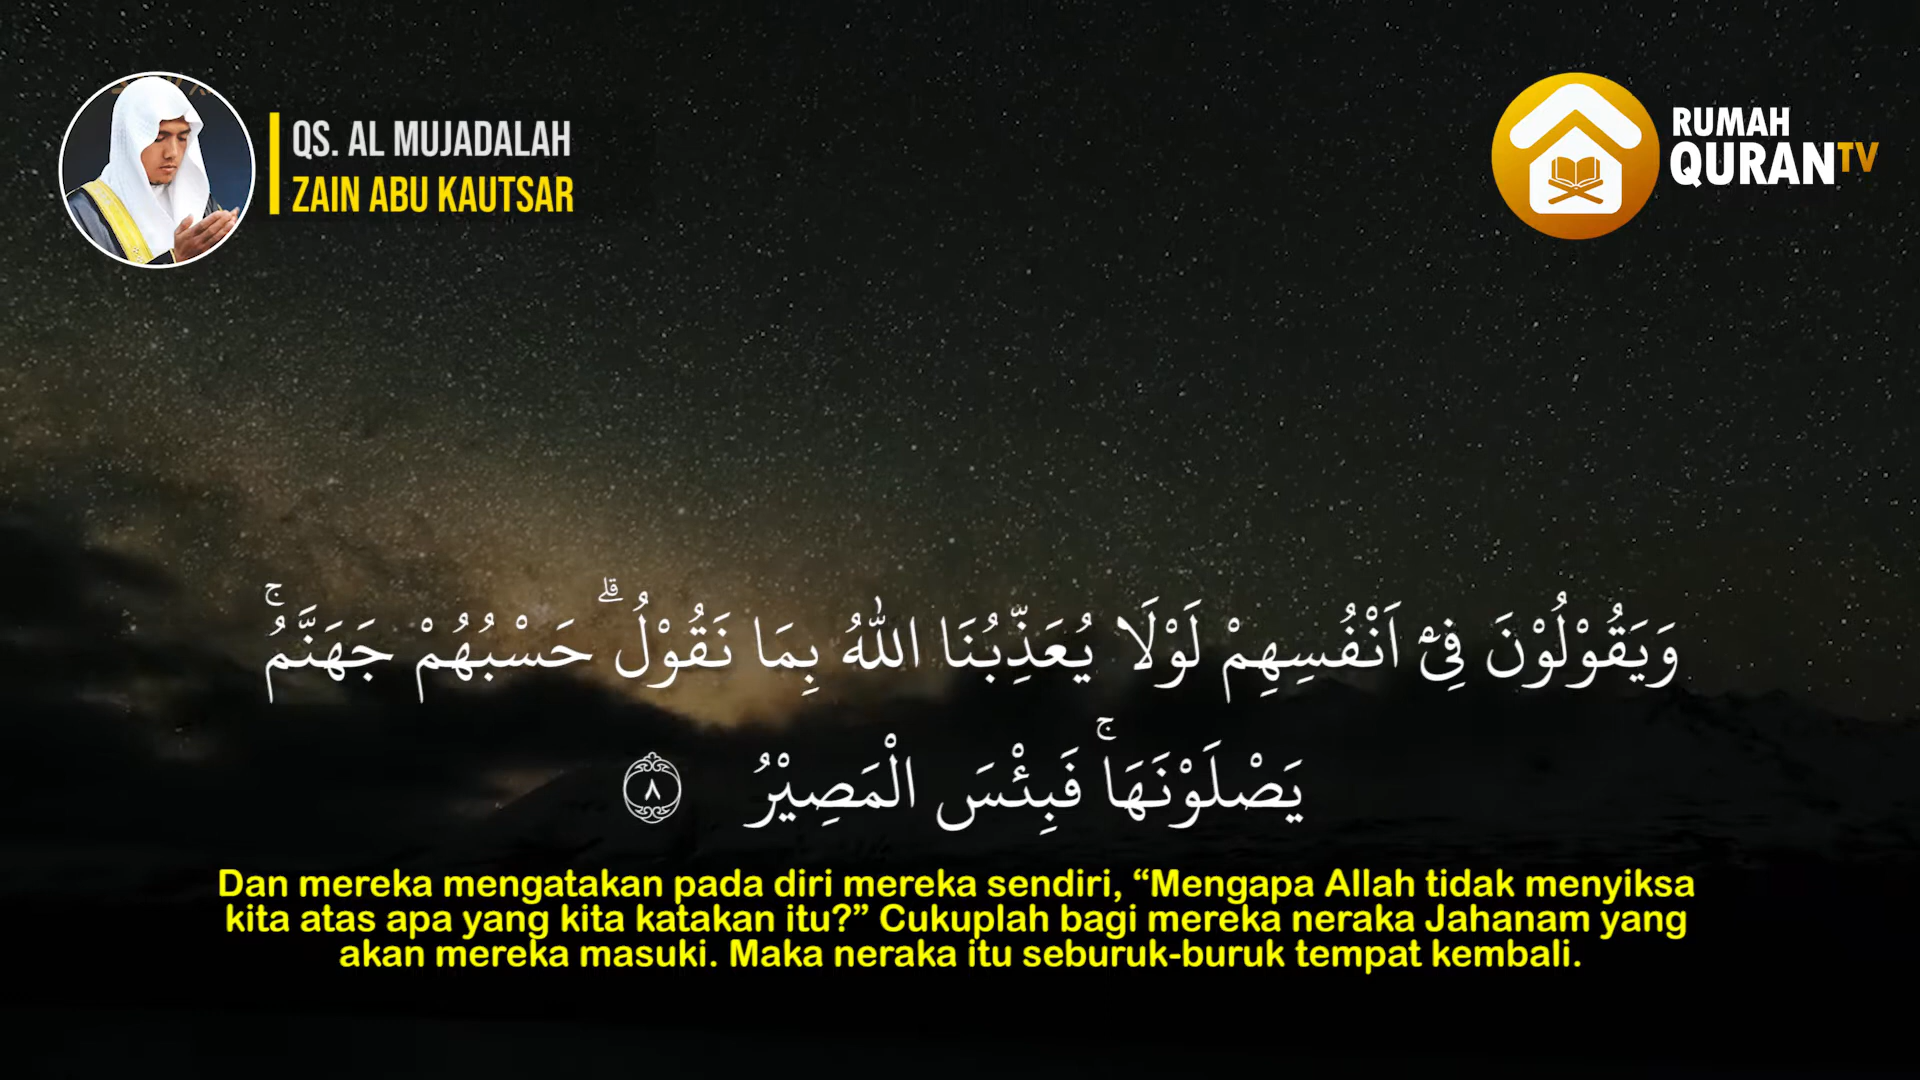 QS. AL MUJADALAH
ZAIN ABU KAUTSAR
RUMAH
QURANTV
وَيَقُوْلُوْنَ فِيْٓ اَنْفُسِهِمْ لَوْلَا يُعَذِّبُنَا اللّٰهُ بِمَا نَقُوْلُۗ حَسْبُهُمْ جَهَنَّمُۚ
يَصْلَوْنَهَاۚ فَبِئْسَ الْمَصِيْرُ ٨
Dan mereka mengatakan pada diri mereka sendiri, “Mengapa Allah tidak menyiksa
kita atas apa yang kita katakan itu?” Cukuplah bagi mereka neraka Jahanam yang
akan mereka masuki. Maka neraka itu seburuk-buruk tempat kembali.